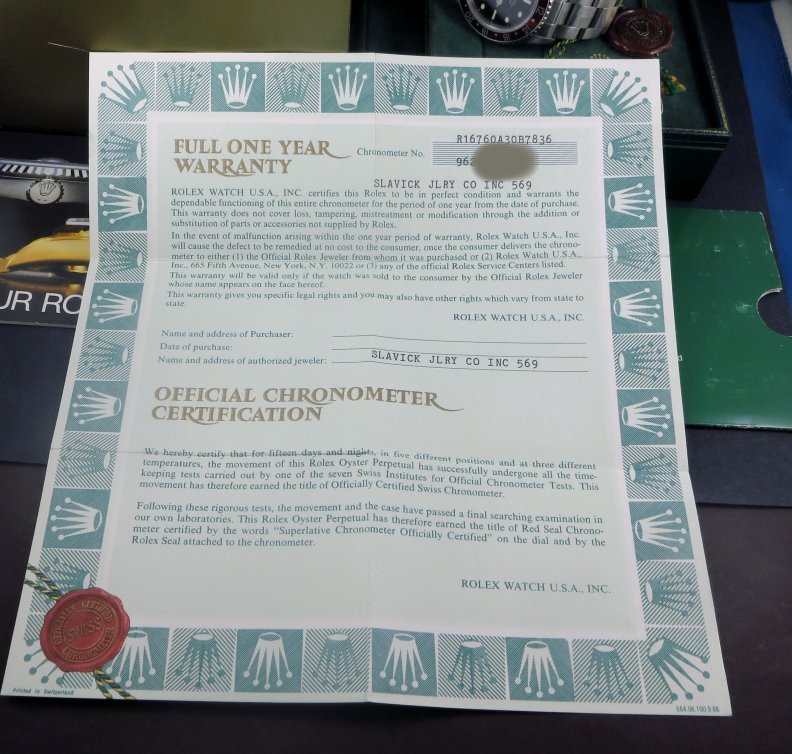 FULL ONE YEAR
WARRANTY
Chronometer No.
R16760A30B7836
962
SLAVICK JLRY CO INC 569
ROLEX WATCH U.S.A., INC. certifies this Rolex to be in perfect condition and warrants the
dependable functioning of this entire chronometer for the period of one year from the date of purchase.
This warranty does not cover loss, tampering, mistreatment or modification through the addition or
substitution of parts or accessories not supplied by Rolex.
In the event of malfunction arising within the one year period of warranty, Rolex Watch U.S.A., Inc.
will cause the defect to be remedied at no cost to the consumer, once the consumer delivers the chrono-
meter to either (1) the Official Rolex Jeweler from whom it was purchased or (2) Rolex Watch U.S.A.,
Inc., 665 Fifth Avenue, New York, N.Y. 10022 or (3) any of the official Rolex Service Centers listed.
This warranty will be valid only if the watch was sold to the consumer by the Official Rolex Jeweler
whose name appears on the face hereof.
This warranty gives you specific legal rights and you may also have other rights which vary from state to
state.
ROLEX WATCH U.S.A., INC.
Name and address of Purchaser:
Date of purchase:
Name and address of authorized jeweler:
SLAVICK JLRY CO INC 569
OFFICIAL CHRONOMETER
CERTIFICATION
We hereby certify that for fifteen days and nights, in five different positions and at three different
temperatures, the movement of this Rolex Oyster Perpetual has successfully undergone all the time-
keeping tests carried out by one of the seven Swiss Institutes for Official Chronometer Tests. This
movement has therefore earned the title of Officially Certified Swiss Chronometer.
Following these rigorous tests, the movement and the case have passed a final searching examination in
our own laboratories. This Rolex Oyster Perpetual has therefore earned the title of Red Seal Chrono-
meter certified by the words "Superlative Chronometer Officially Certified" on the dial and by the
Rolex Seal attached to the chronometer.
ROLEX WATCH U.S.A., INC.
OFFICIALLY CERTIFIED
SWISS
CHRONOMETER
Printed in Switzerland
564.06.100.5.86
UR RO